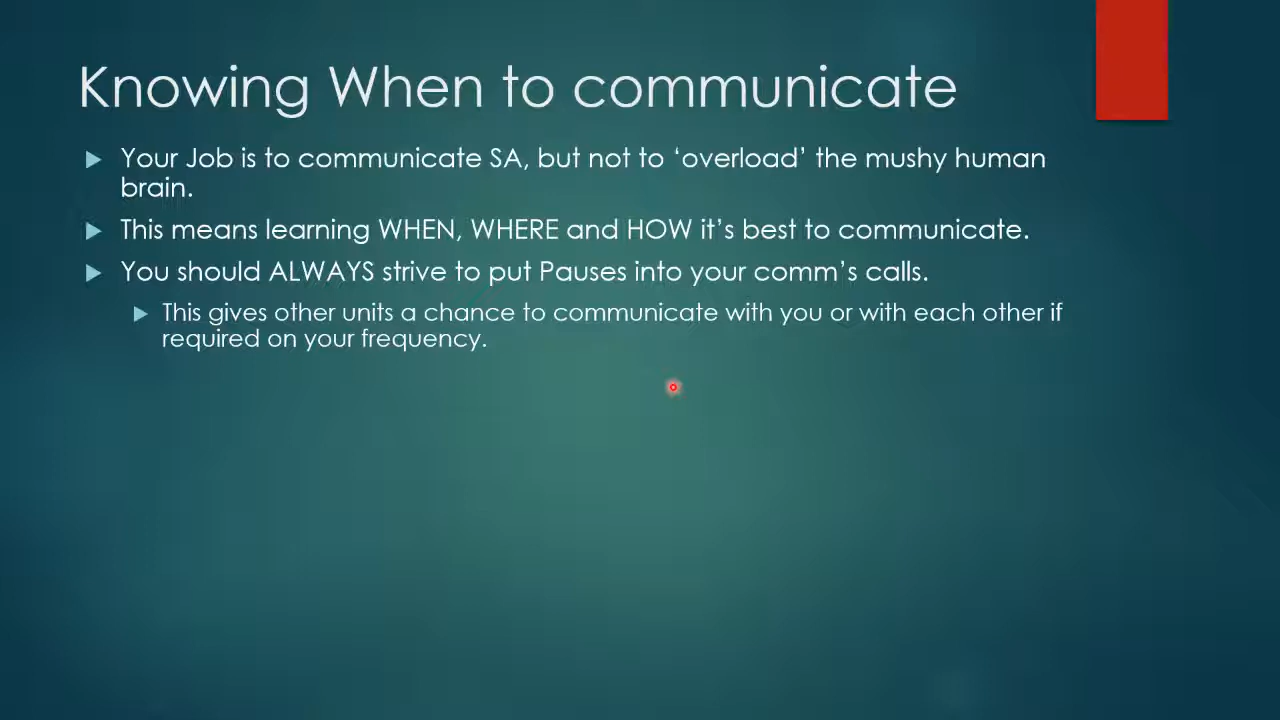 Knowing When to communicate
Your Job is to communicate SA, but not to ‘overload’ the mushy human
brain.
This means learning WHEN, WHERE and HOW it’s best to communicate.
You should ALWAYS strive to put Pauses into your comm’s calls.
This gives other units a chance to communicate with you or with each other if
required on your frequency.